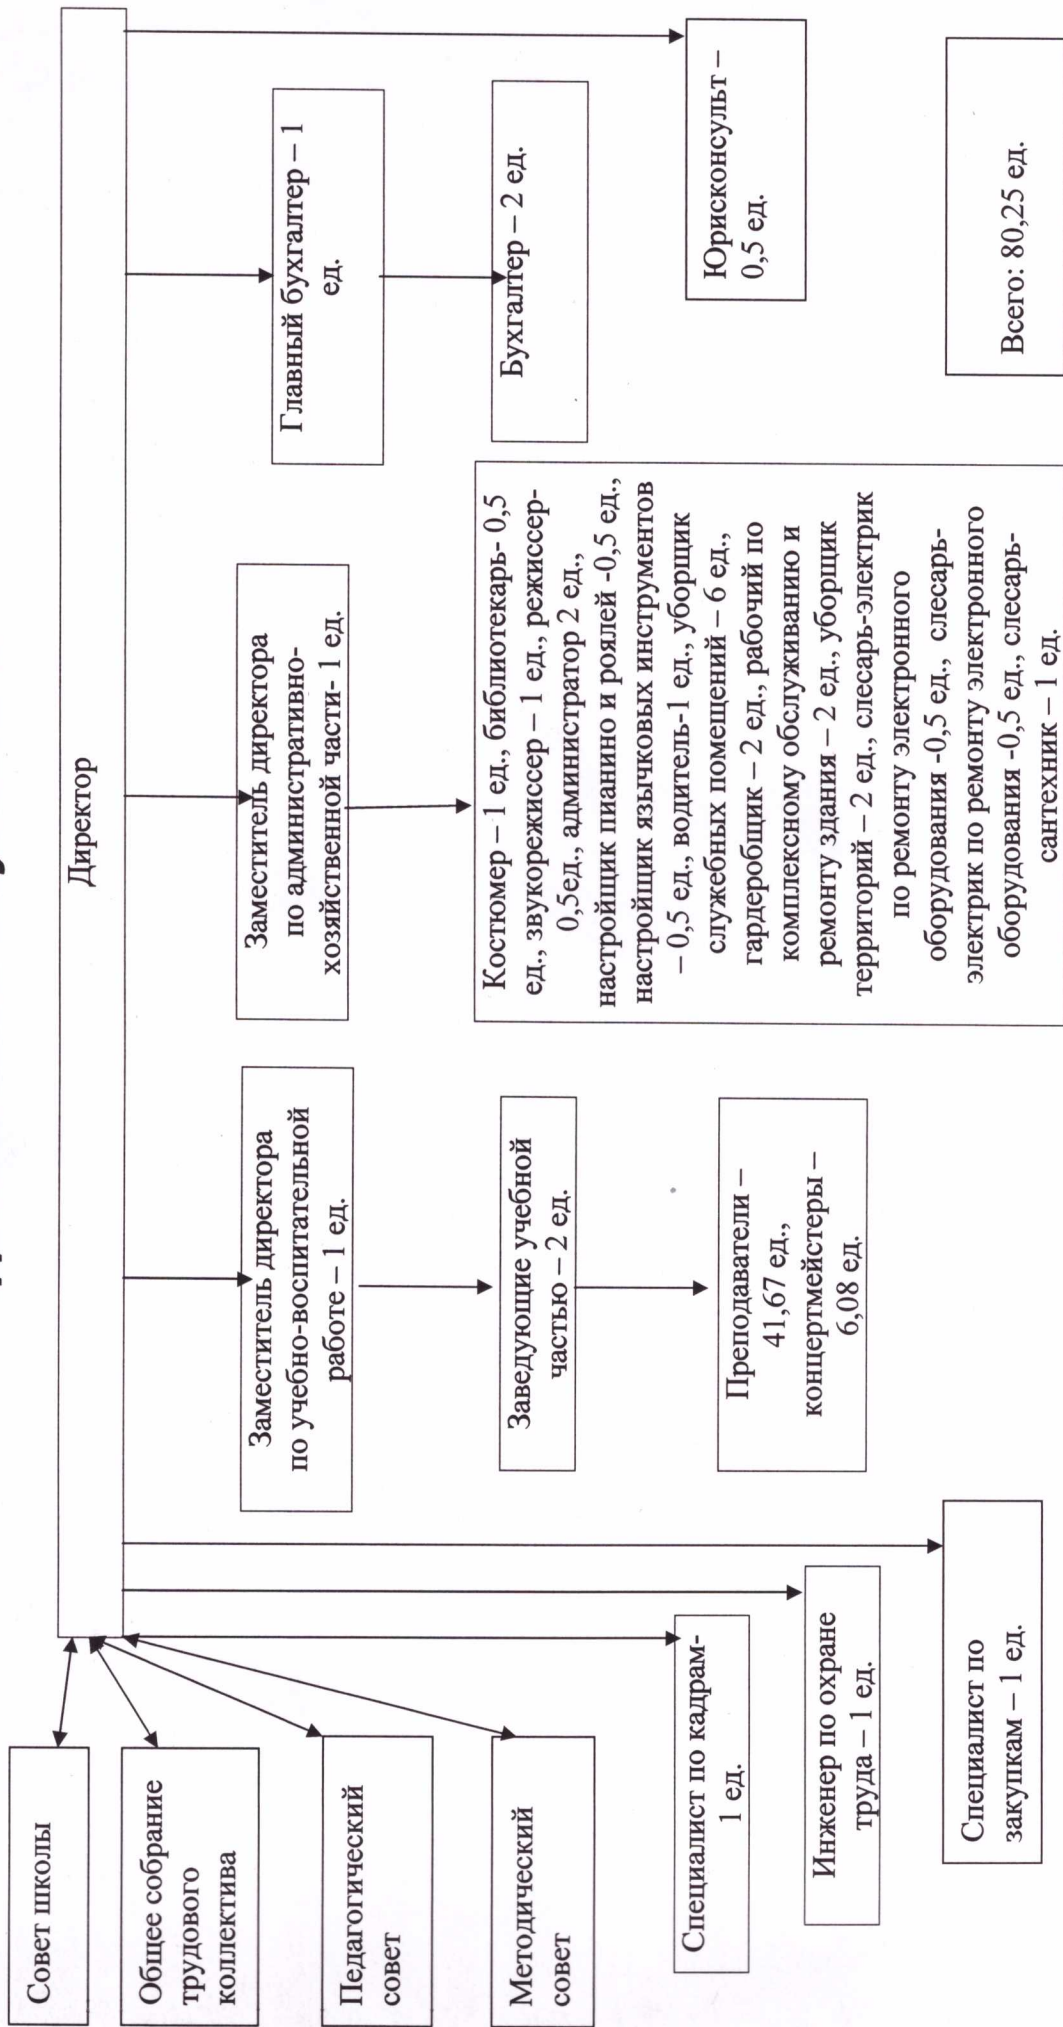 Директор
Совет школы
Общее собрание
трудового
коллектива
Педагогический
совет
Методический
совет
Специалист по кадрам-
1 ед.
Инженер по охране
труда – 1 ед.
Специалист по
закупкам – 1 ед.
Заместитель директора
по учебно-воспитательной
работе – 1 ед.
Заведующие учебной
частью – 2 ед.
Преподаватели –
41,67 ед.,
концертмейстеры –
6,08 ед.
Заместитель директора
по административно-
хозяйственной части- 1 ед.
Костюмер – 1 ед., библиотекарь- 0,5
ед., звукорежиссер – 1 ед., режиссер-
0,5ед., администратор 2 ед.,
настройщик пианино и роялей -0,5 ед.,
настройщик язычковых инструментов
– 0,5 ед., водитель-1 ед., уборщик
служебных помещений – 6 ед.,
гардеробщик – 2 ед., рабочий по
комплексному обслуживанию и
ремонту здания – 2 ед., уборщик
территорий – 2 ед., слесарь-электрик
по ремонту электронного
оборудования -0,5 ед., слесарь-
электрик по ремонту электронного
оборудования -0,5 ед., слесарь-
сантехник – 1 ед.
Главный бухгалтер – 1
ед.
Бухгалтер – 2 ед.
Юрисконсульт –
0,5 ед.
Всего: 80,25 ед.